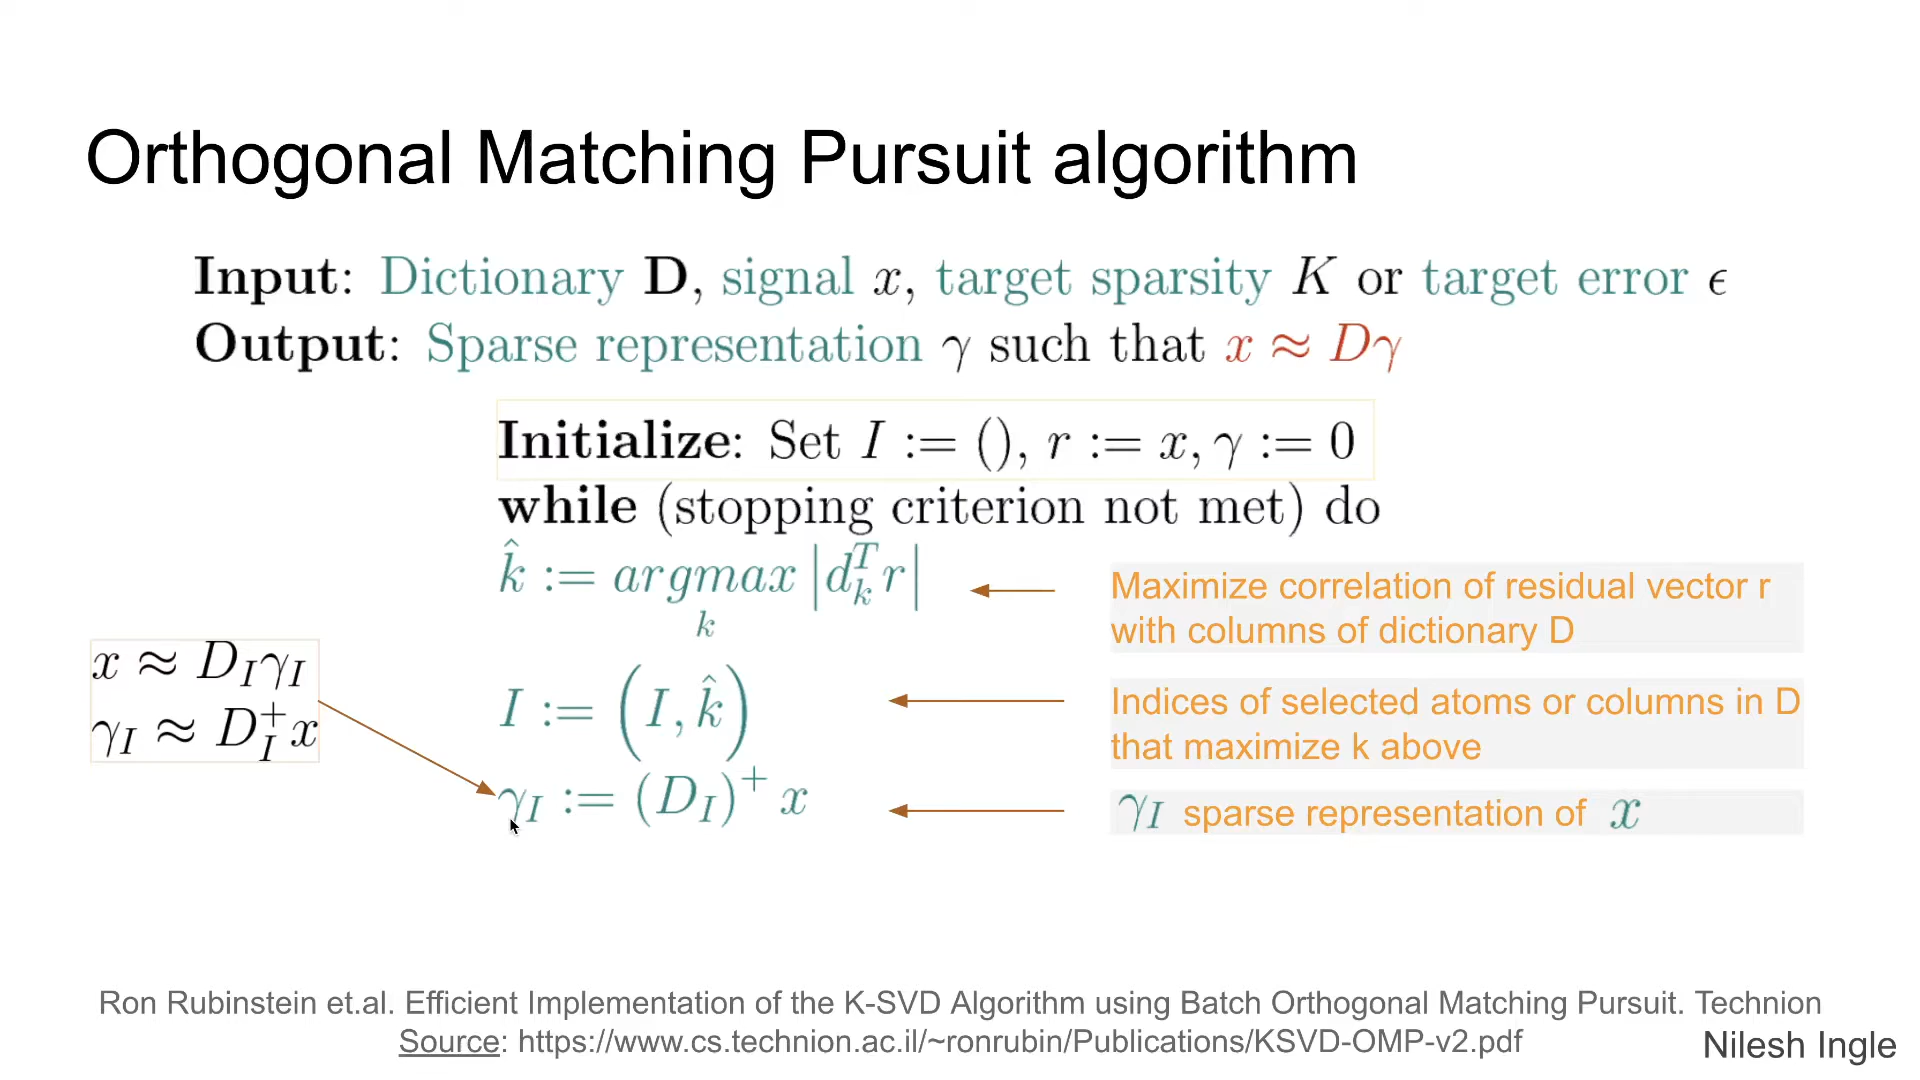 Orthogonal Matching Pursuit algorithm
Input: Dictionary D, signal x, target sparsity K or target error ϵ
Output: Sparse representation γ such that x ≈ Dγ
Initialize: Set I := (), r := x, γ := 0
while (stopping criterion not met) do
k̂ := argmax_k |d_k^T r|
Maximize correlation of residual vector r
with columns of dictionary D
x ≈ D_I γ_I
γ_I ≈ D_I^+ x
I := (I, k̂)
Indices of selected atoms or columns in D
that maximize k above
γ_I := (D_I)^+ x
γ_I sparse representation of x
Ron Rubinstein et.al. Efficient Implementation of the K-SVD Algorithm using Batch Orthogonal Matching Pursuit. Technion
Source: https://www.cs.technion.ac.il/~ronrubin/Publications/KSVD-OMP-v2.pdf
Nilesh Ingle